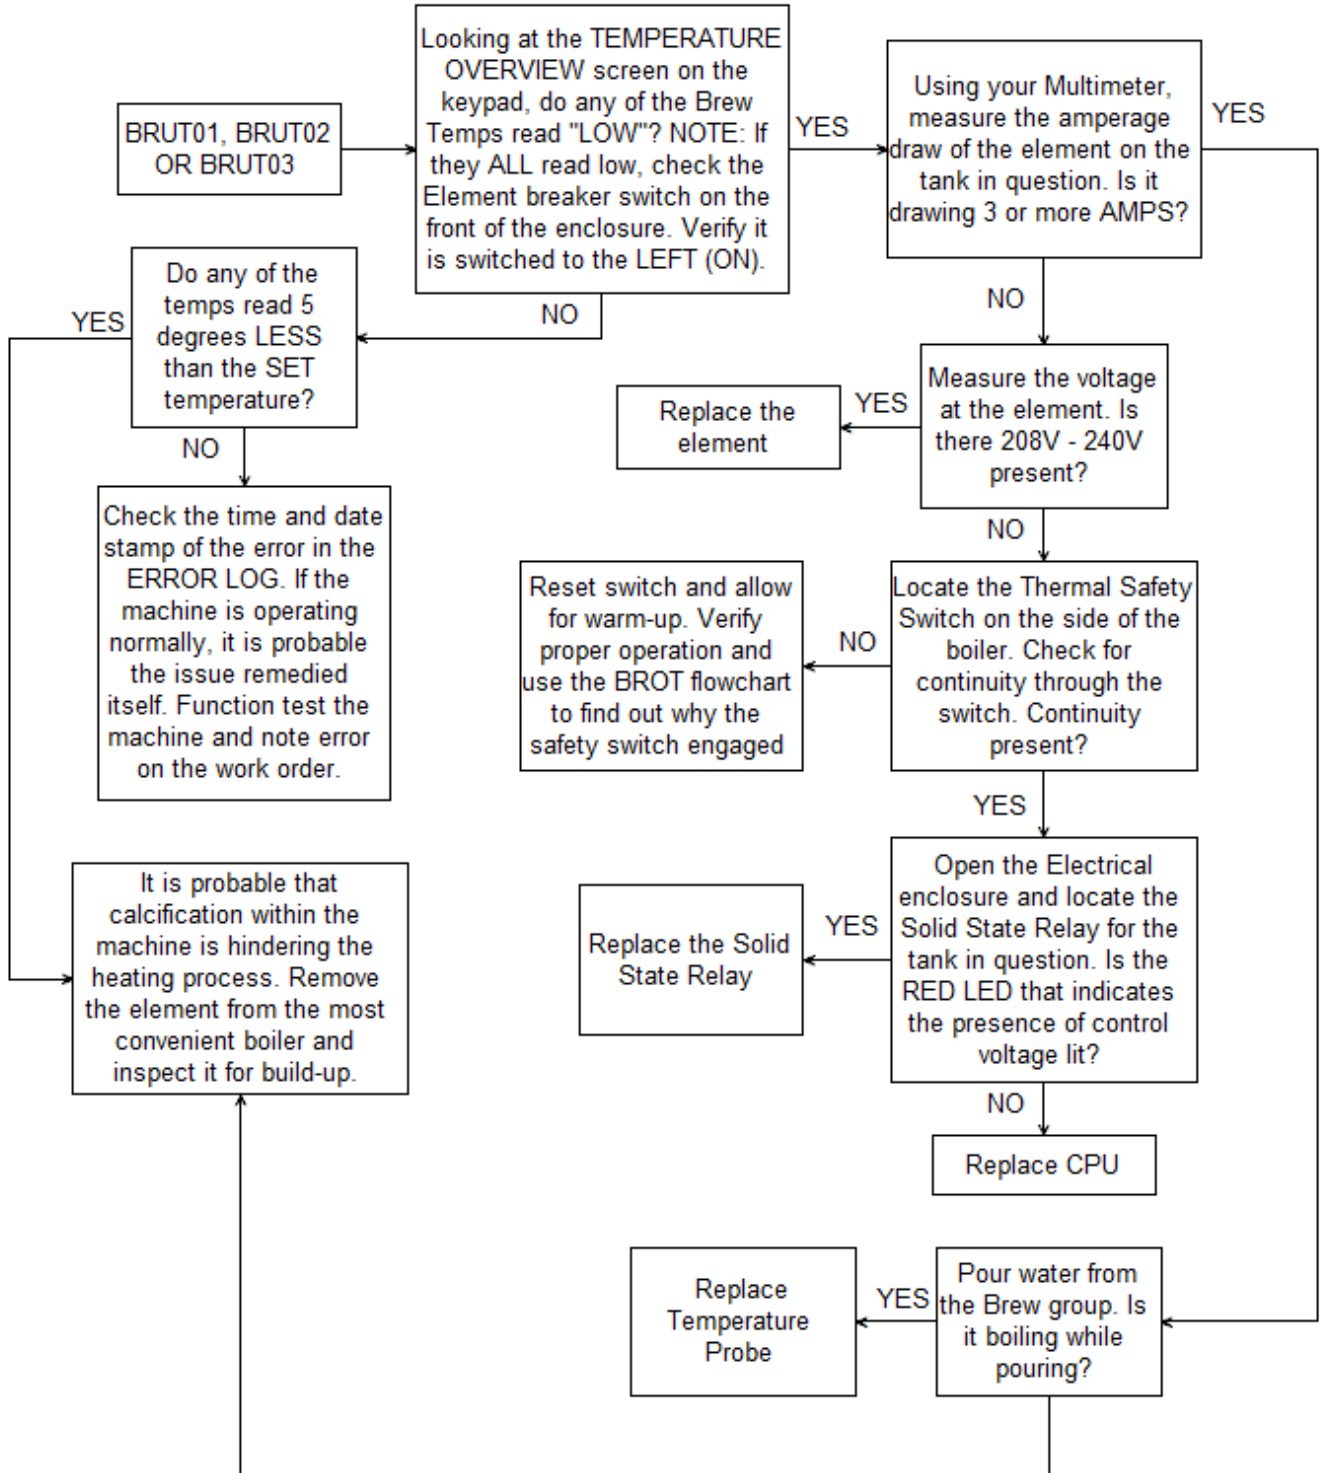 BRUT01, BRUT02
OR BRUT03
Looking at the TEMPERATURE
OVERVIEW screen on the
keypad, do any of the Brew
Temps read "LOW"? NOTE: If
they ALL read low, check the
Element breaker switch on the
front of the enclosure. Verify it
is switched to the LEFT (ON).
YES
Using your Multimeter,
measure the amperage
draw of the element on the
tank in question. Is it
drawing 3 or more AMPS?
YES
NO
NO
Do any of the
temps read 5
degrees LESS
than the SET
temperature?
YES
NO
Check the time and date
stamp of the error in the
ERROR LOG. If the
machine is operating
normally, it is probable
the issue remedied
itself. Function test the
machine and note error
on the work order.
Measure the voltage
at the element. Is
there 208V - 240V
present?
YES
Replace the
element
NO
Locate the Thermal Safety
Switch on the side of the
boiler. Check for
continuity through the
switch. Continuity
present?
NO
Reset switch and allow
for warm-up. Verify
proper operation and
use the BROT flowchart
to find out why the
safety switch engaged
YES
Open the Electrical
enclosure and locate the
Solid State Relay for the
tank in question. Is the
RED LED that indicates
the presence of control
voltage lit?
YES
Replace the Solid
State Relay
NO
Replace CPU
It is probable that
calcification within the
machine is hindering the
heating process. Remove
the element from the most
convenient boiler and
inspect it for build-up.
Pour water from
the Brew group. Is
it boiling while
pouring?
YES
Replace
Temperature
Probe